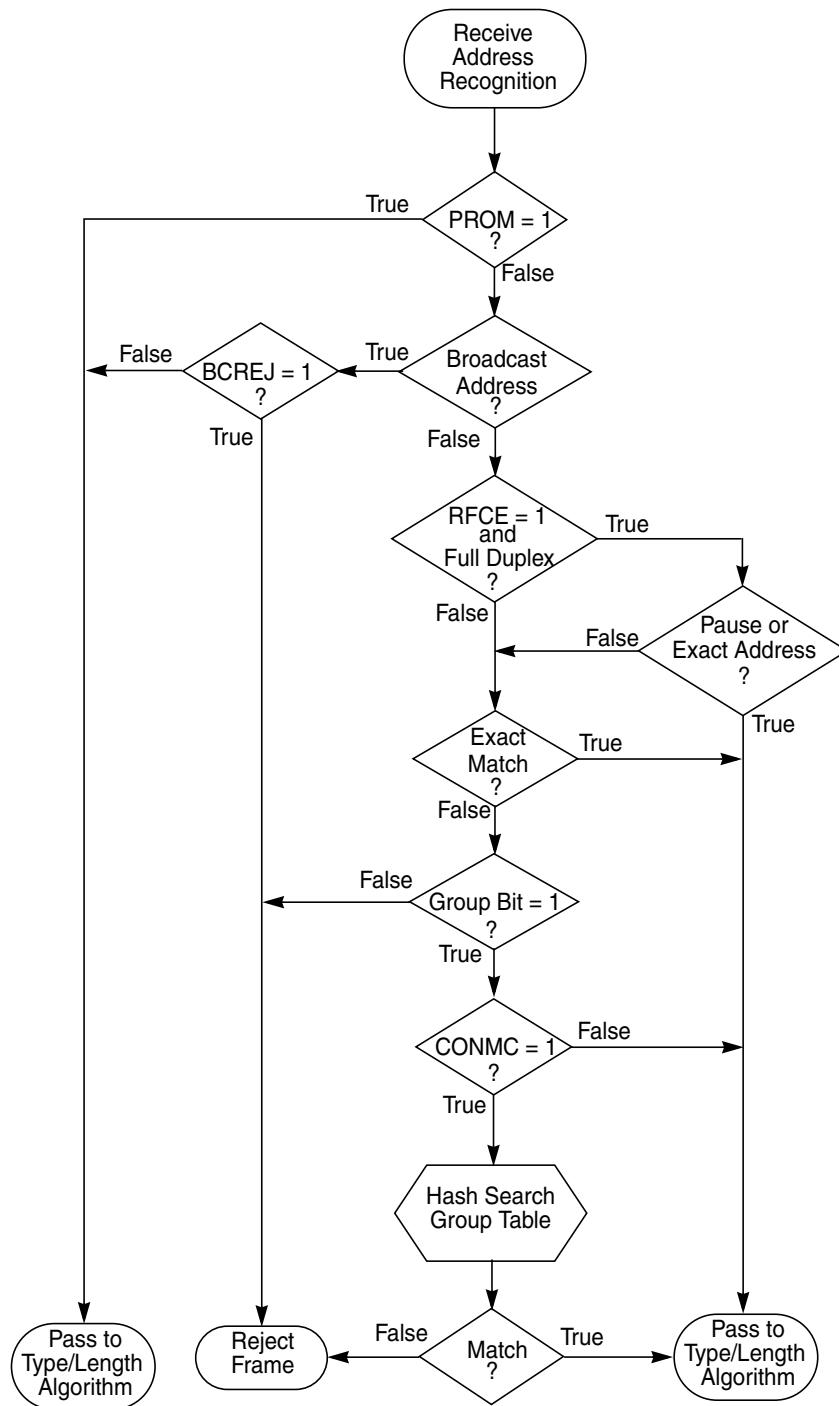 Receive
Address
Recognition
True
PROM = 1
?
False
False
BCREJ = 1
?
True
Broadcast
Address
?
True
False
RFCE = 1
and
Full Duplex
?
True
False
False
Pause or
Exact Address
?
True
Exact
Match
?
True
False
False
Group Bit = 1
?
True
CONMC = 1
?
False
True
Hash Search
Group Table
Pass to
Type/Length
Algorithm
Reject
Frame
False
Match
?
True
Pass to
Type/Length
Algorithm